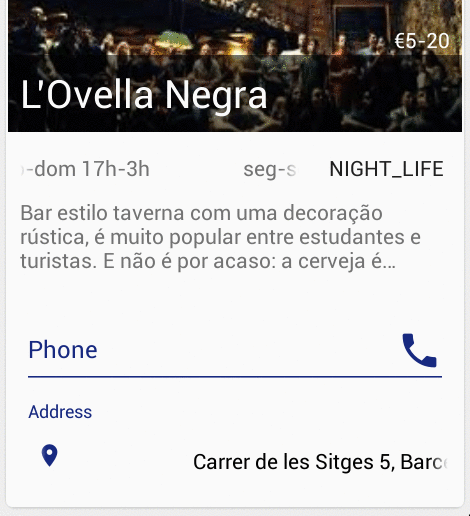 €5-20
L'Ovella Negra
-dom 17h-3h seg-s NIGHT_LIFE
Bar estilo taverna com uma decoração
rústica, é muito popular entre estudantes e
turistas. E não é por acaso: a cerveja é...
Phone
Address
Carrer de les Sitges 5, Barc